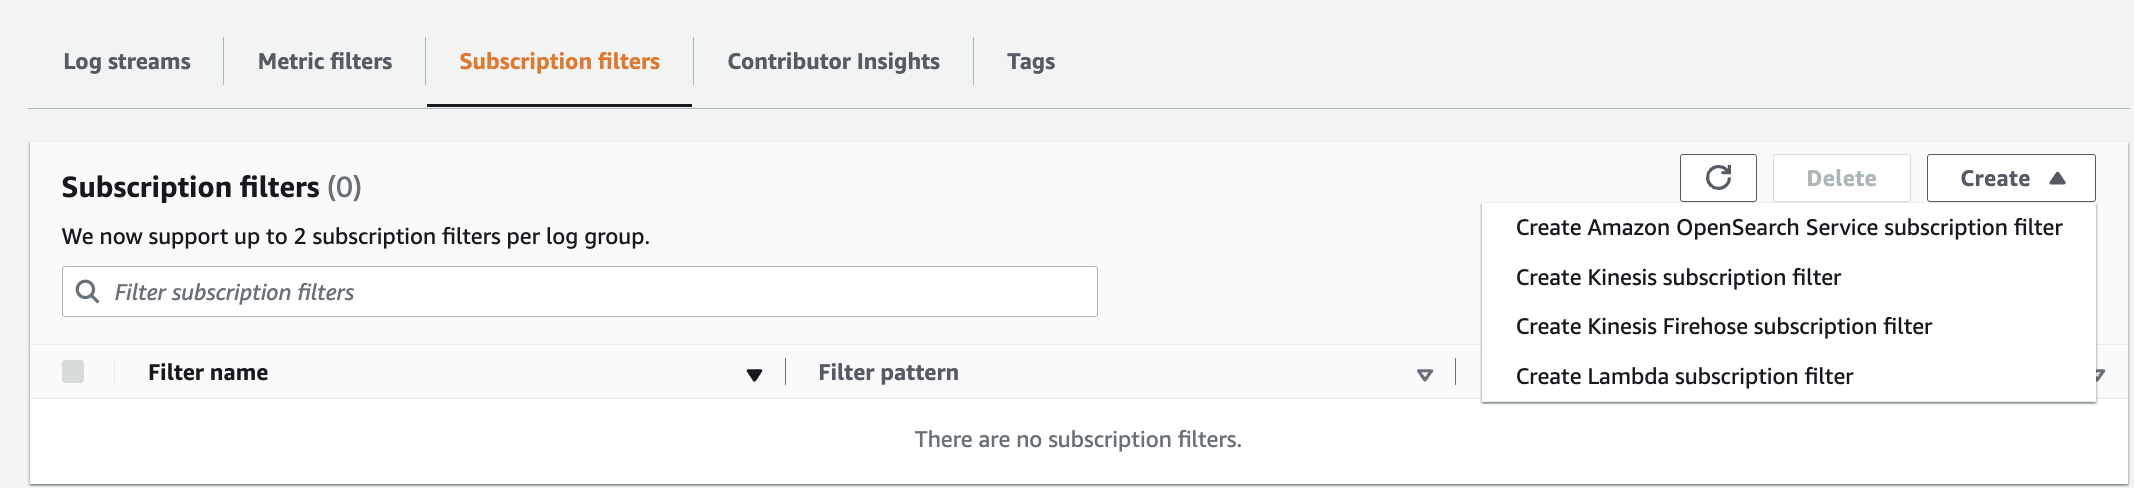 Log streams
Metric filters
Subscription filters
Contributor Insights
Tags
Subscription filters (0)
Delete
Create
We now support up to 2 subscription filters per log group.
Filter subscription filters
Create Amazon OpenSearch Service subscription filter
Create Kinesis subscription filter
Create Kinesis Firehose subscription filter
Create Lambda subscription filter
Filter name
Filter pattern
There are no subscription filters.